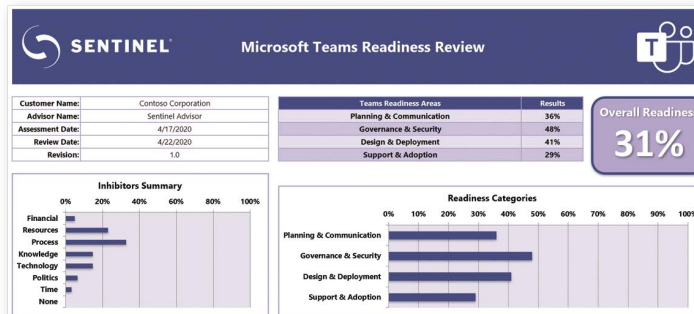 SENTINEL®
Microsoft Teams Readiness Review
T
Customer Name: Contoso Corporation
Advisor Name: Sentinel Advisor
Assessment Date: 4/17/2020
Review Date: 4/22/2020
Revision: 1.0
Teams Readiness Areas Results
Planning & Communication 36%
Governance & Security 48%
Design & Deployment 41%
Support & Adoption 29%
Overall Readines
31%
Inhibitors Summary
0% 20% 40% 60% 80% 100%
Financial
Resources
Process
Knowledge
Technology
Politics
Time
None
Readiness Categories
0% 10% 20% 30% 40% 50% 60% 70% 80% 90% 100%
Planning & Communication
Governance & Security
Design & Deployment
Support & Adoption